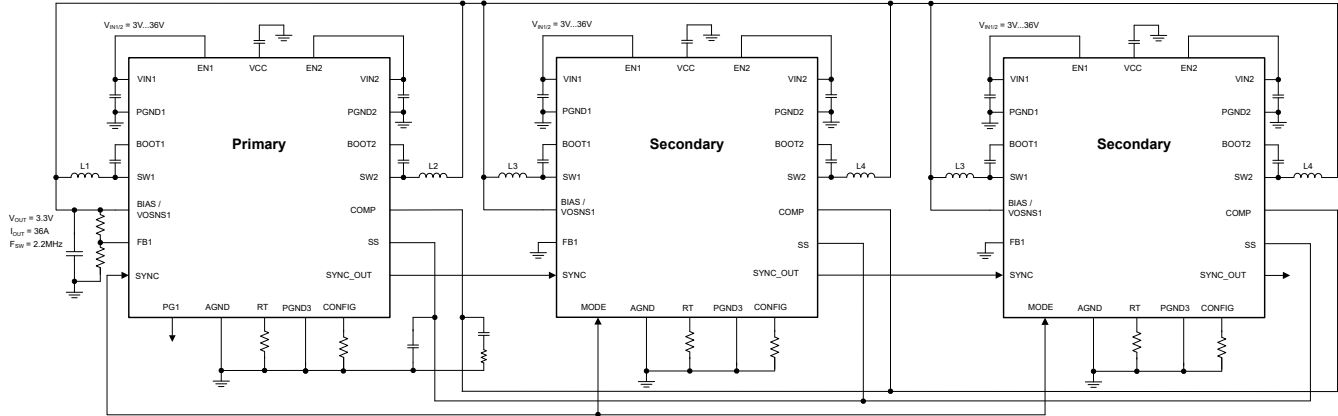 V_IN1/2 = 3V...36V
EN1
VCC
EN2
VIN1
VIN2
PGND1
PGND2
BOOT1
Primary
BOOT2
L1
L2
SW1
SW2
BIAS /
VOSNS1
COMP
V_OUT = 3.3V
I_OUT = 36A
F_SW = 2.2MHz
FB1
SS
SYNC
SYNC_OUT
PG1
AGND
RT
PGND3
CONFIG
V_IN1/2 = 3V...36V
EN1
VCC
EN2
VIN1
VIN2
PGND1
PGND2
BOOT1
Secondary
BOOT2
L3
L4
SW1
SW2
BIAS /
VOSNS1
COMP
FB1
SS
SYNC
SYNC_OUT
MODE
AGND
RT
PGND3
CONFIG
V_IN1/2 = 3V...36V
EN1
VCC
EN2
VIN1
VIN2
PGND1
PGND2
BOOT1
Secondary
BOOT2
L3
L4
SW1
SW2
BIAS /
VOSNS1
COMP
FB1
SS
SYNC
SYNC_OUT
MODE
AGND
RT
PGND3
CONFIG